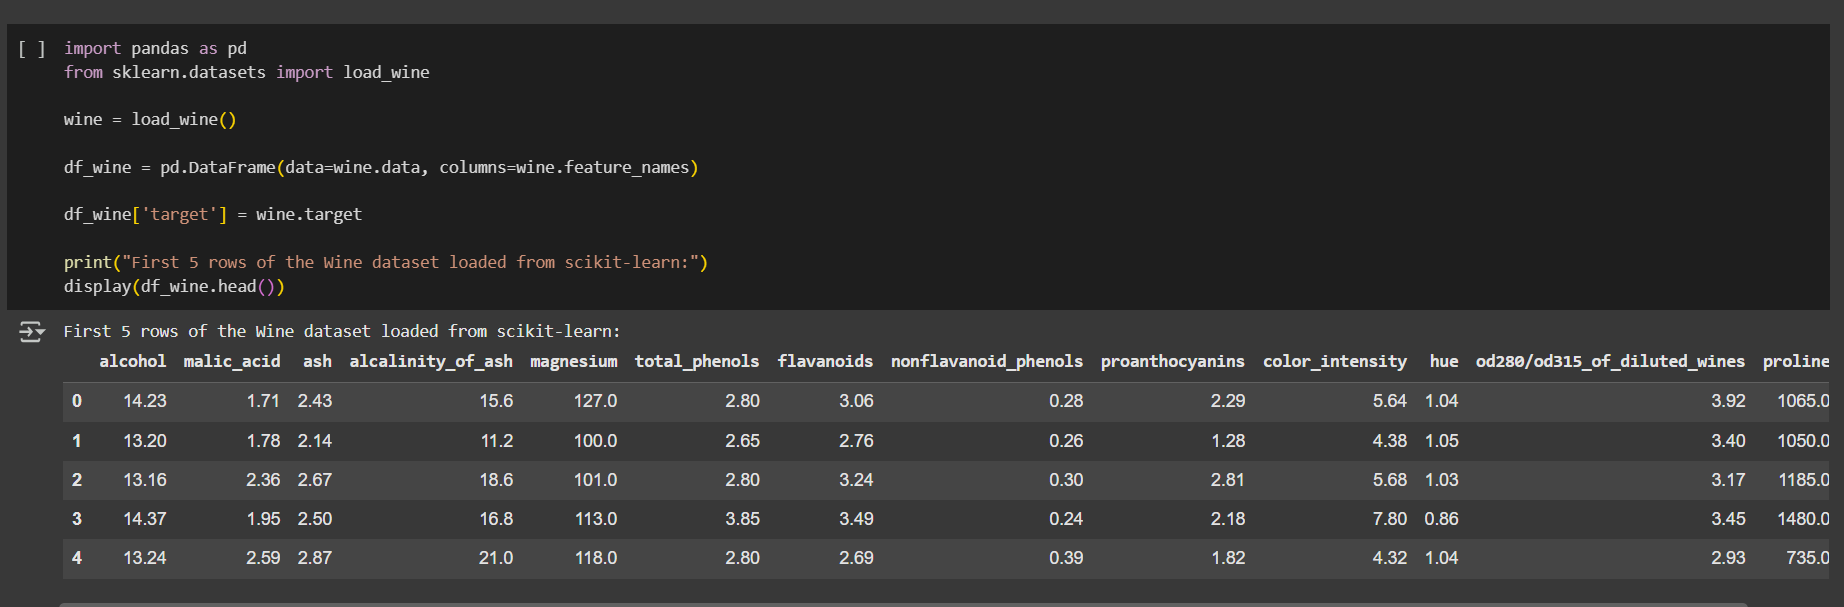 [ ] import pandas as pd
from sklearn.datasets import load_wine
wine = load_wine()
df_wine = pd.DataFrame(data=wine.data, columns=wine.feature_names)
df_wine['target'] = wine.target
print("First 5 rows of the Wine dataset loaded from scikit-learn:")
display(df_wine.head())
First 5 rows of the Wine dataset loaded from scikit-learn:
alcohol malic_acid ash alcalinity_of_ash magnesium total_phenols flavanoids nonflavanoid_phenols proanthocyanins color_intensity hue od280/od315_of_diluted_wines proline
0 14.23 1.71 2.43 15.6 127.0 2.80 3.06 0.28 2.29 5.64 1.04 3.92 1065.0
1 13.20 1.78 2.14 11.2 100.0 2.65 2.76 0.26 1.28 4.38 1.05 3.40 1050.0
2 13.16 2.36 2.67 18.6 101.0 2.80 3.24 0.30 2.81 5.68 1.03 3.17 1185.0
3 14.37 1.95 2.50 16.8 113.0 3.85 3.49 0.24 2.18 7.80 0.86 3.45 1480.0
4 13.24 2.59 2.87 21.0 118.0 2.80 2.69 0.39 1.82 4.32 1.04 2.93 735.0